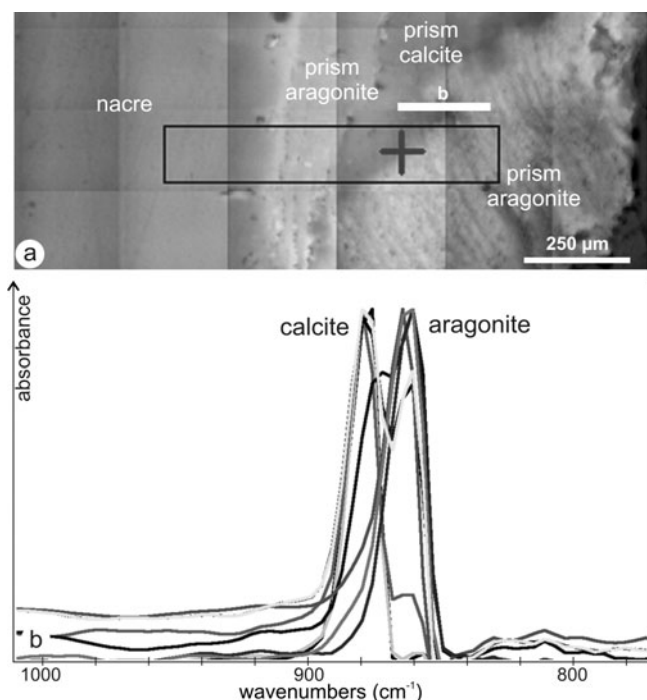 prism
calcite
prism
aragonite
b
nacre
prism
aragonite
a
250 µm
absorbance
calcite
aragonite
b
1000
900
800
wavenumbers (cm⁻¹)